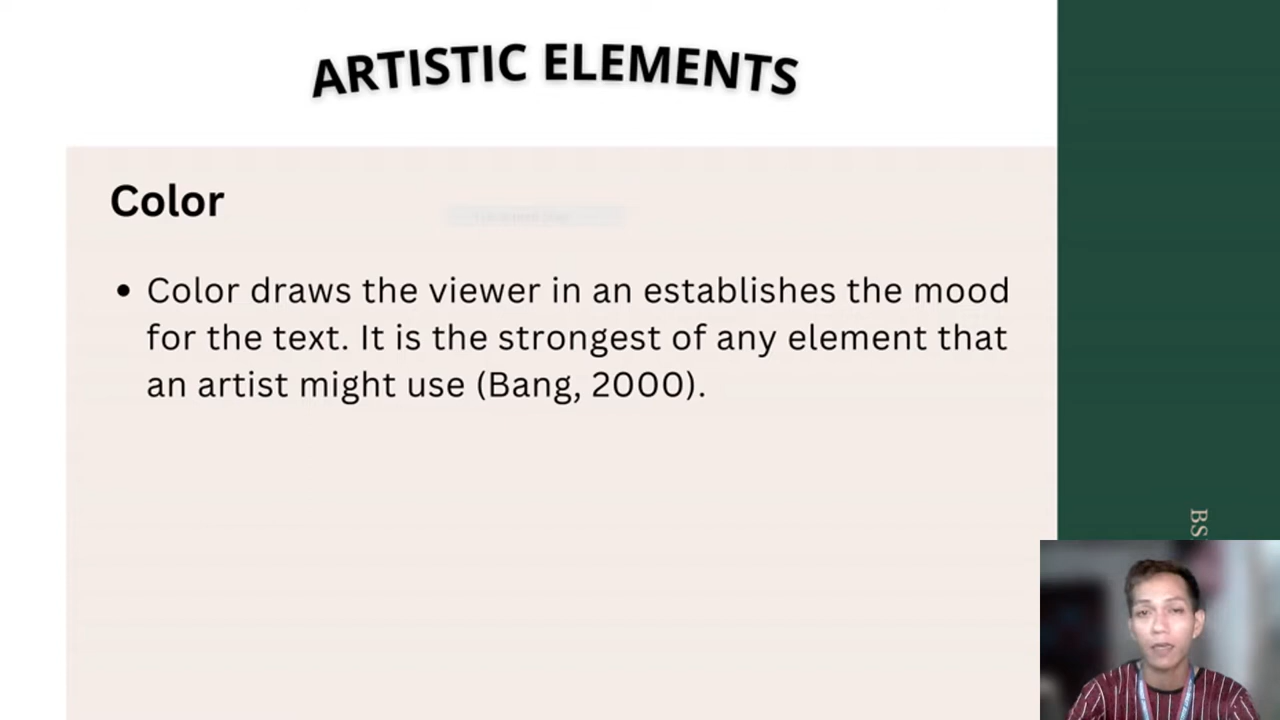 ARTISTIC ELEMENTS
Color
• Color draws the viewer in an establishes the mood
for the text. It is the strongest of any element that
an artist might use (Bang, 2000).
BS